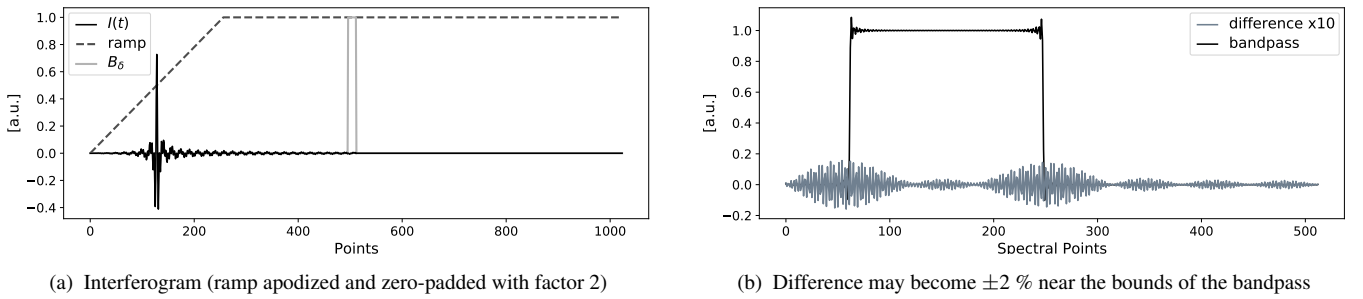 1.0
0.8
0.6
0.4
0.2
0.0
−0.2
−0.4
[a.u.]
I(t)
ramp
Bδ
0
200
400
600
800
1000
Points
(a) Interferogram (ramp apodized and zero-padded with factor 2)
1.0
0.8
0.6
0.4
0.2
0.0
−0.2
[a.u.]
difference x10
bandpass
0
100
200
300
400
500
Spectral Points
(b) Difference may become ±2 % near the bounds of the bandpass